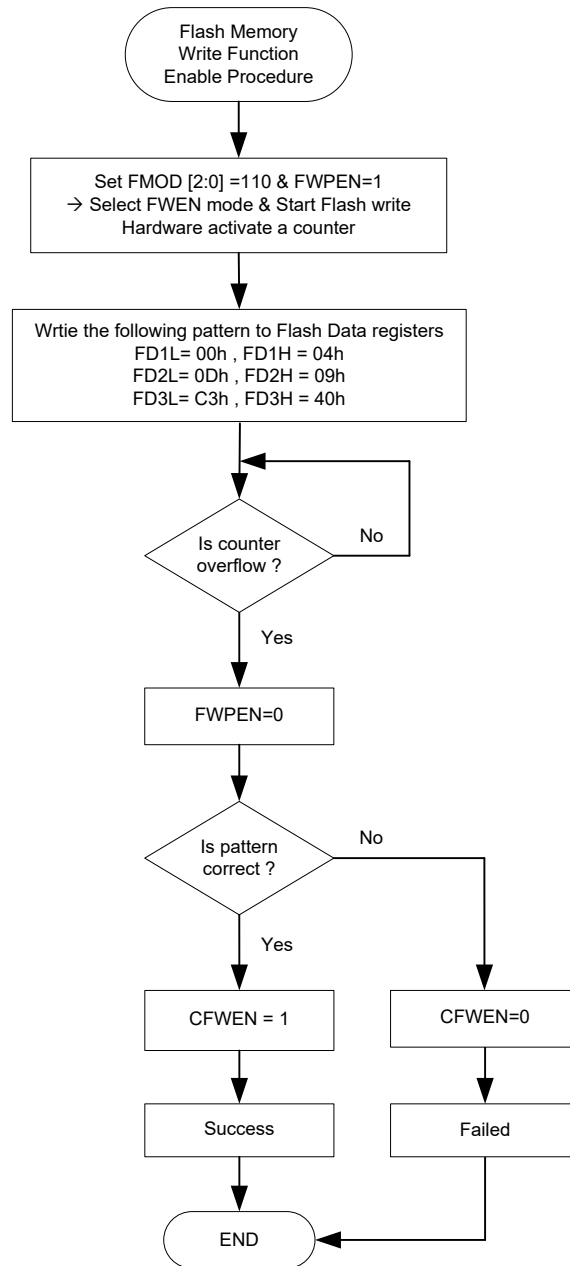 Flash Memory
Write Function
Enable Procedure
Set FMOD [2:0] =110 & FWPEN=1
→ Select FWEN mode & Start Flash write
Hardware activate a counter
Wrtie the following pattern to Flash Data registers
FD1L= 00h , FD1H = 04h
FD2L= 0Dh , FD2H = 09h
FD3L= C3h , FD3H = 40h
Is counter
overflow ?
No
Yes
FWPEN=0
Is pattern
correct ?
No
Yes
CFWEN = 1
CFWEN=0
Success
Failed
END